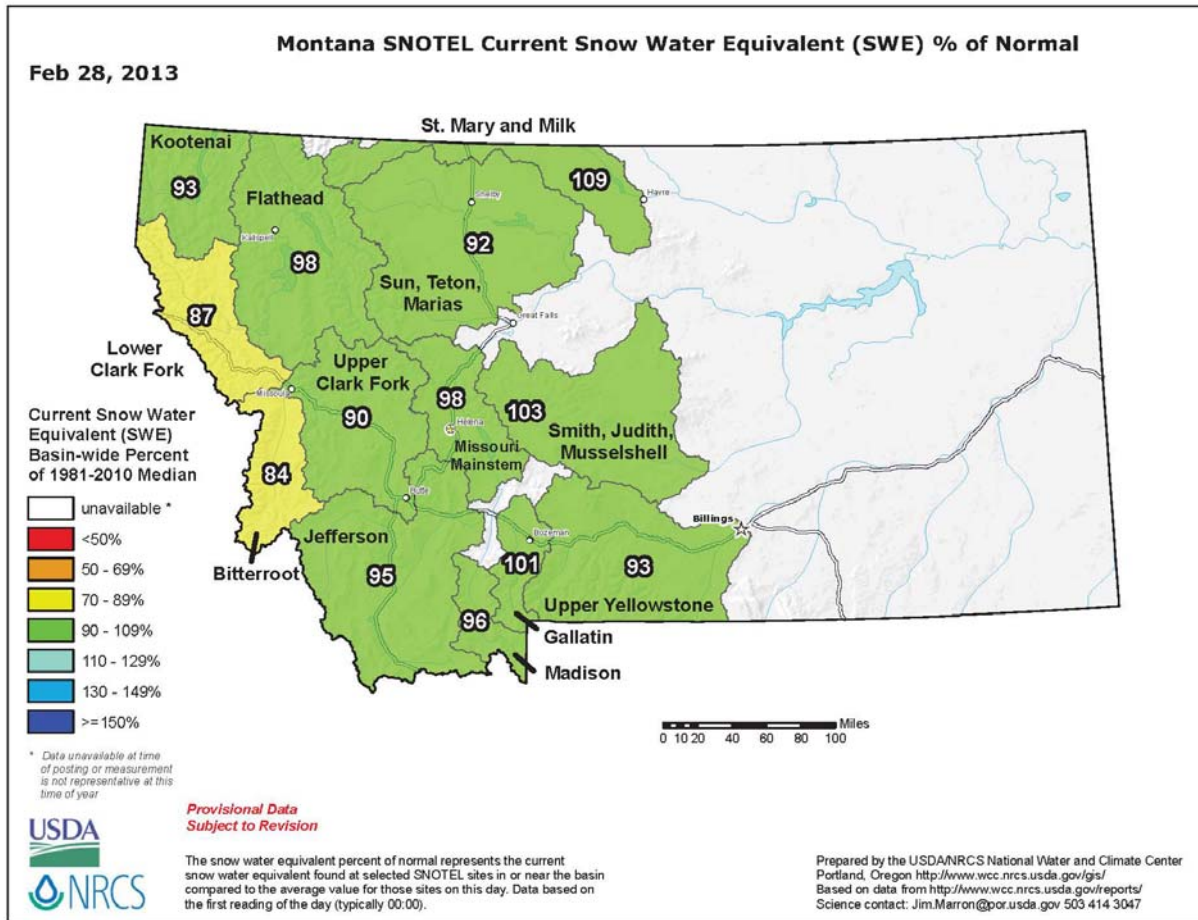 Montana SNOTEL Current Snow Water Equivalent (SWE) % of Normal
Feb 28, 2013
St. Mary and Milk
Kootenai
93
Flathead
Kalispell
98
Shelby
92
Sun, Teton,
Marias
109
Havre
Great Falls
87
Lower
Clark Fork
Missoula
Upper
Clark Fork
90
98
Helena
Missouri
Mainstem
103
Smith, Judith,
Musselshell
84
Bitterroot
Butte
Jefferson
95
Bozeman
101
96
93
Upper Yellowstone
Billings
Gallatin
Madison
Current Snow Water
Equivalent (SWE)
Basin-wide Percent
of 1981-2010 Median
unavailable *
<50%
50 - 69%
70 - 89%
90 - 109%
110 - 129%
130 - 149%
>=150%
* Data unavailable at time
of posting or measurement
is not representative at this
time of year
Miles
0 10 20 40 60 80 100
USDA
NRCS
Provisional Data
Subject to Revision
The snow water equivalent percent of normal represents the current
snow water equivalent found at selected SNOTEL sites in or near the basin
compared to the average value for those sites on this day. Data based on
the first reading of the day (typically 00:00).
Prepared by the USDA/NRCS National Water and Climate Center
Portland, Oregon http://www.wcc.nrcs.usda.gov/gis/
Based on data from http://www.wcc.nrcs.usda.gov/reports/
Science contact: Jim.Marron@por.usda.gov 503 414 3047